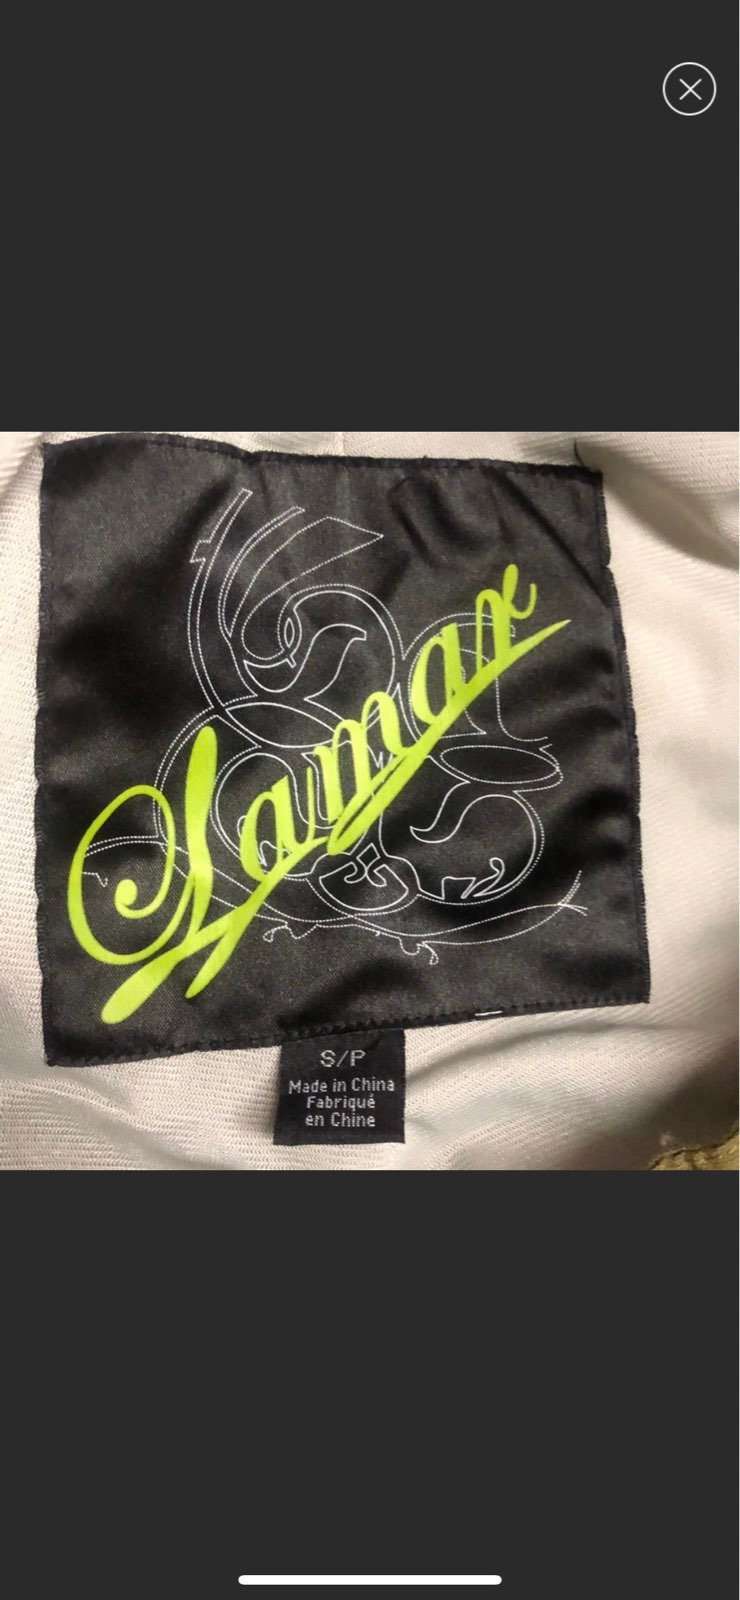 Lamar
S/P
Made in China
Fabriqué
en Chine